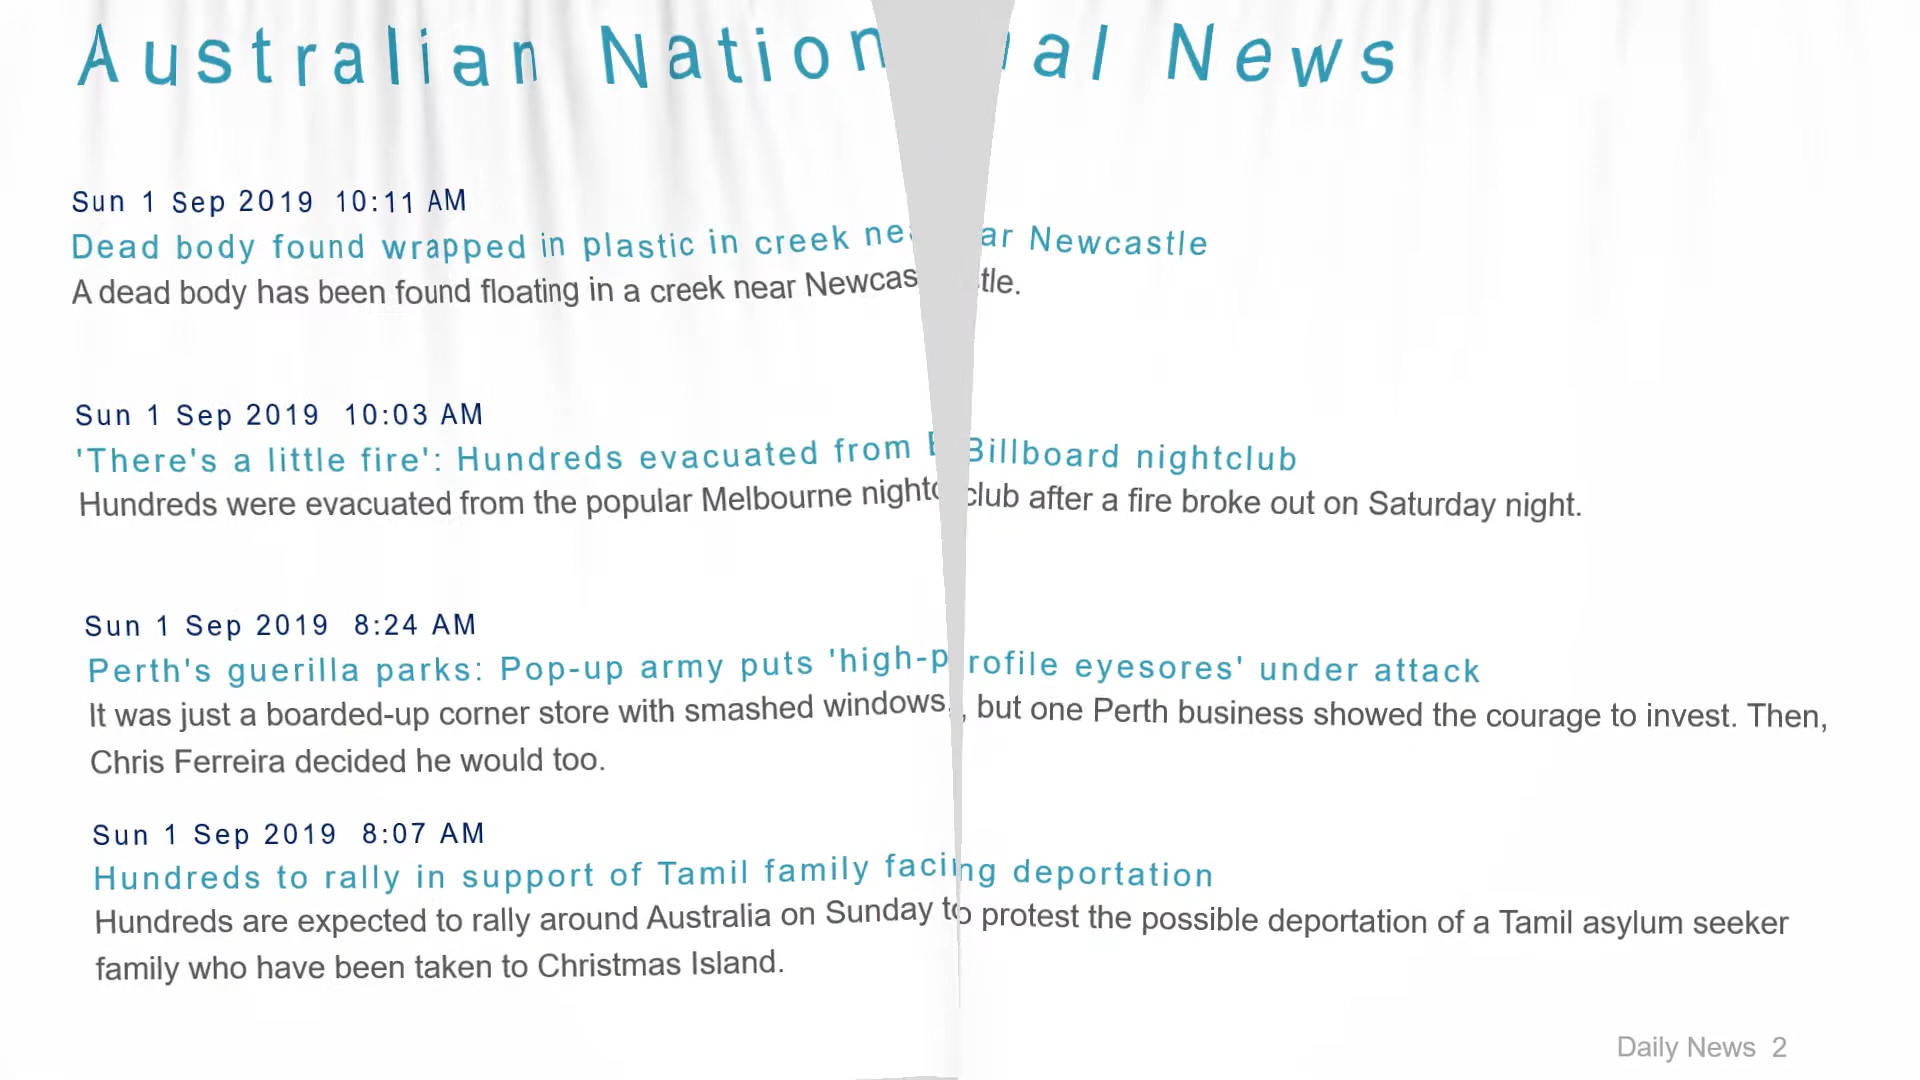 Australian National News
Sun 1 Sep 2019 10:11 AM
Dead body found wrapped in plastic in creek near Newcastle
A dead body has been found floating in a creek near Newcastle.
Sun 1 Sep 2019 10:03 AM
'There's a little fire': Hundreds evacuated from Billboard nightclub
Hundreds were evacuated from the popular Melbourne nightclub after a fire broke out on Saturday night.
Sun 1 Sep 2019 8:24 AM
Perth's guerilla parks: Pop-up army puts 'high-profile eyesores' under attack
It was just a boarded-up corner store with smashed windows, but one Perth business showed the courage to invest. Then,
Chris Ferreira decided he would too.
Sun 1 Sep 2019 8:07 AM
Hundreds to rally in support of Tamil family facing deportation
Hundreds are expected to rally around Australia on Sunday to protest the possible deportation of a Tamil asylum seeker
family who have been taken to Christmas Island.
Daily News 2